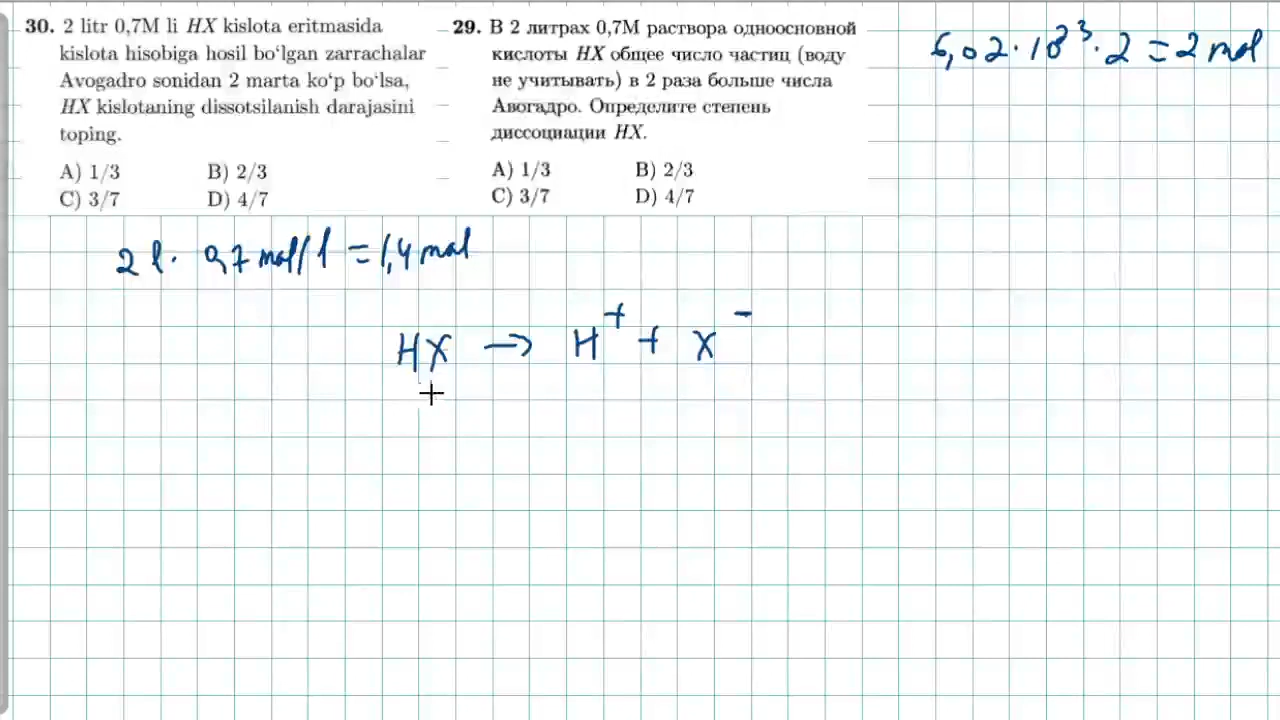 30. 2 litr 0,7M li HX kislota eritmasida
kislota hisobiga hosil bo‘lgan zarrachalar
Avogadro sonidan 2 marta ko‘p bo‘lsa,
HX kislotaning dissotsilanish darajasini
toping.
A) 1/3 B) 2/3
C) 3/7 D) 4/7
29. В 2 литрах 0,7М раствора одноосновной
кислоты HX общее число частиц (воду
не учитывать) в 2 раза больше числа
Авогадро. Определите степень
диссоциации HX.
A) 1/3 B) 2/3
C) 3/7 D) 4/7
6,02·10²³·2=2 mol
2 l. 0,7 mol/l =1,4 mol
HX → H⁺ + X⁻